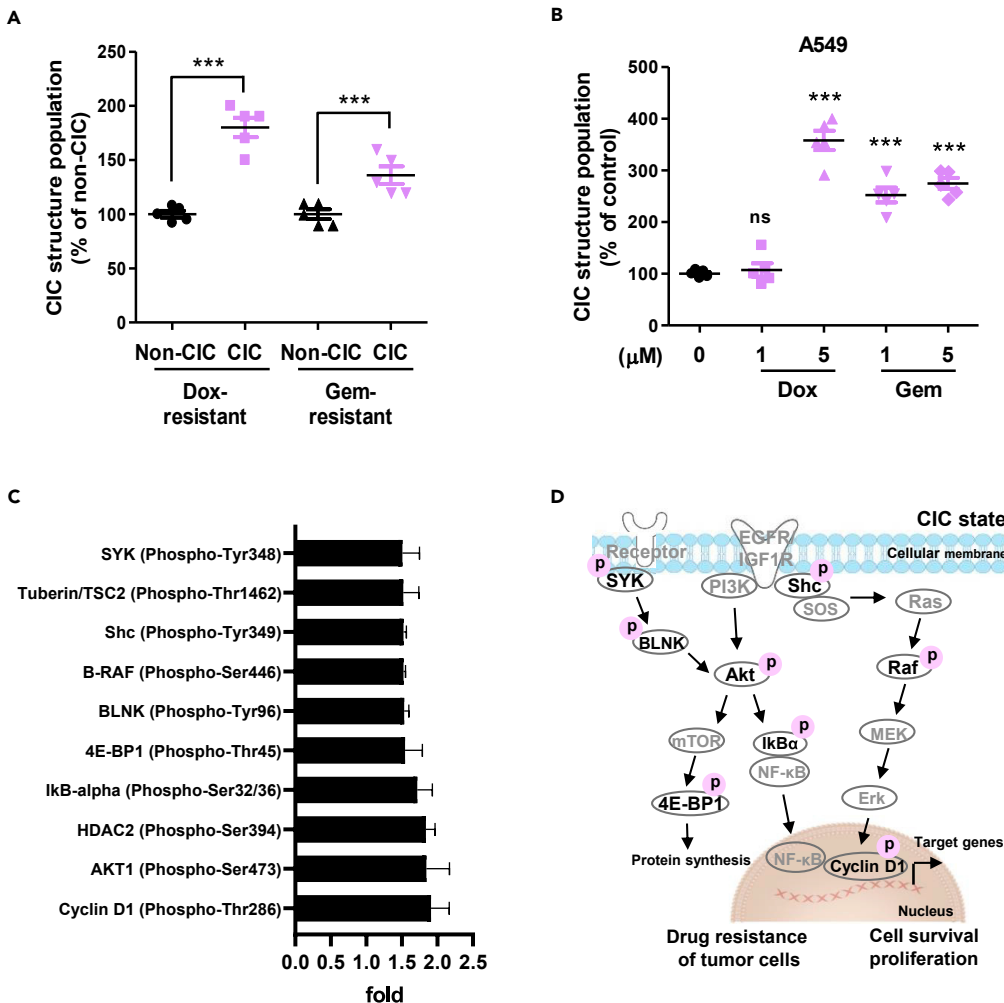 A
CIC structure population
(% of non-CIC)
250
200
150
100
50
0
***
***
Non-CIC CIC Non-CIC CIC
Dox-
resistant
Gem-
resistant
B
A549
CIC structure population
(% of control)
500
400
300
200
100
0
ns
***
***
***
(μM) 0 1 5 1 5
Dox Gem
C
SYK (Phospho-Tyr348)
Tuberin/TSC2 (Phospho-Thr1462)
Shc (Phospho-Tyr349)
B-RAF (Phospho-Ser446)
BLNK (Phospho-Tyr96)
4E-BP1 (Phospho-Thr45)
IkB-alpha (Phospho-Ser32/36)
HDAC2 (Phospho-Ser394)
AKT1 (Phospho-Ser473)
Cyclin D1 (Phospho-Thr286)
0.0 0.5 1.0 1.5 2.0 2.5
fold
D
CIC state
Cellular membrane
Receptor
EGFR/
IGF1R
p
SYK
PI3K
p
Shc
SOS
Ras
p
BLNK
Akt
p
Raf
p
mTOR
p
IkBα
NF-κB
MEK
p
4E-BP1
Erk
Protein synthesis
NF-κB
p
Cyclin D1
Target genes
Nucleus
Drug resistance
of tumor cells
Cell survival
proliferation